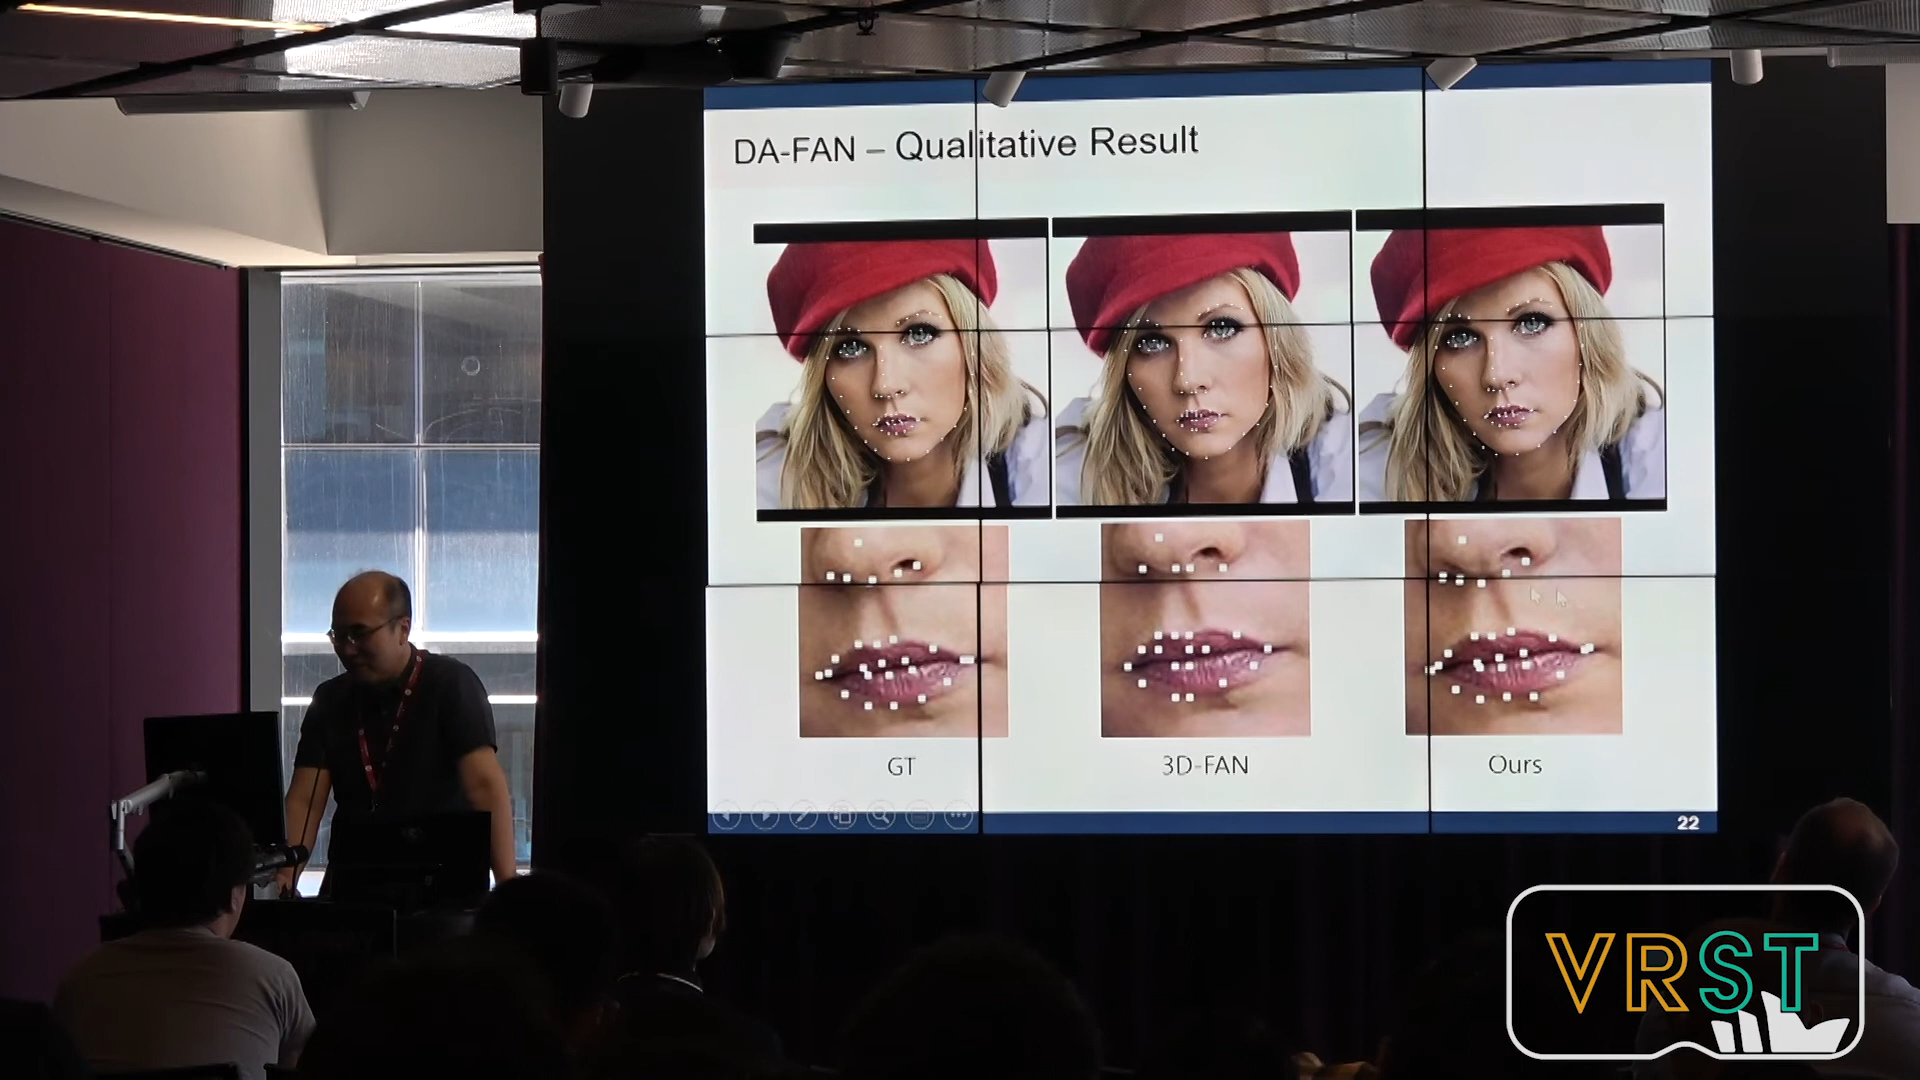 DA-FAN – Qualitative Result
GT
3D-FAN
Ours
22
VRST